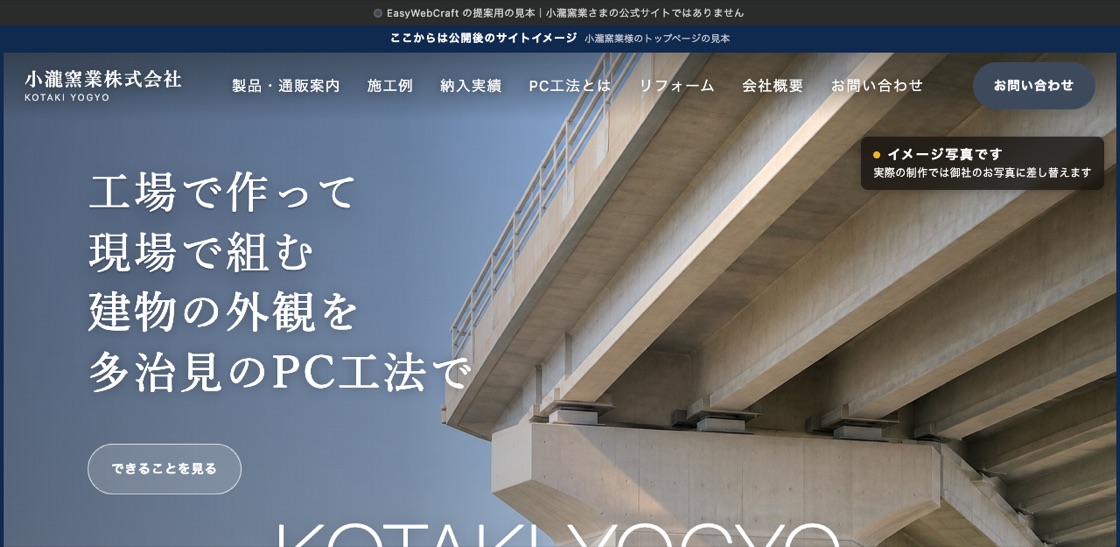 EasyWebCraft の提案用の見本｜小瀧窯業さまの公式サイトではありません
ここからは公開後のサイトイメージ 小瀧窯業様のトップページの見本
小瀧窯業株式会社
KOTAKI YOGYO
製品・通販案内 施工例 納入実績 PC工法とは リフォーム 会社概要 お問い合わせ
お問い合わせ
イメージ写真です
実際の制作では御社のお写真に差し替えます
工場で作って
現場で組む
建物の外観を
多治見のPC工法で
できることを見る
KOTAKI YOGYO